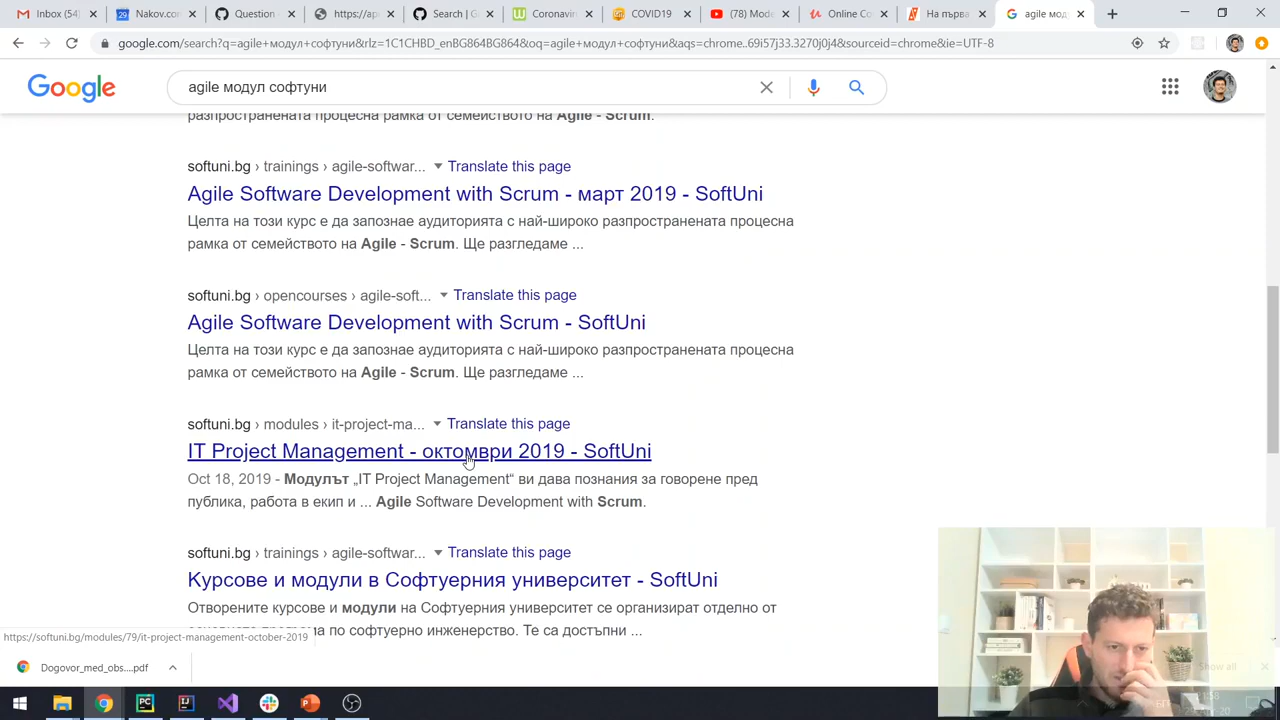 Inbox (54)
Nakov.com
Question
https://ap
Search | G
Coronavir
COVID19
(78) Mode
Online Co
На първа
agile моду
google.com/search?q=agile+модул+софтуни&rlz=1C1CHBD_enBG864BG864&oq=agile+модул+софтуни&aqs=chrome..69i57j33.3270j0j4&sourceid=chrome&ie=UTF-8
Google
agile модул софтуни
разпространената процесна рамка от семейството на Agile - Scrum.
softuni.bg › trainings › agile-softwar... Translate this page
Agile Software Development with Scrum - март 2019 - SoftUni
Целта на този курс е да запознае аудиторията с най-широко разпространената процесна
рамка от семейството на Agile - Scrum. Ще разгледаме ...
softuni.bg › opencourses › agile-soft... Translate this page
Agile Software Development with Scrum - SoftUni
Целта на този курс е да запознае аудиторията с най-широко разпространената процесна
рамка от семейството на Agile - Scrum. Ще разгледаме ...
softuni.bg › modules › it-project-ma... Translate this page
IT Project Management - октомври 2019 - SoftUni
Oct 18, 2019 - Модулът „IT Project Management“ ви дава познания за говорене пред
публика, работа в екип и ... Agile Software Development with Scrum.
softuni.bg › trainings › agile-softwar... Translate this page
Курсове и модули в Софтуерния университет - SoftUni
Отворените курсове и модули на Софтуерния университет се организират отделно от
програма по софтуерно инженерство. Те са достъпни ...
https://softuni.bg/modules/79/it-project-management-october-2019
Dogovor_med_obs....pdf
Show all
21:58